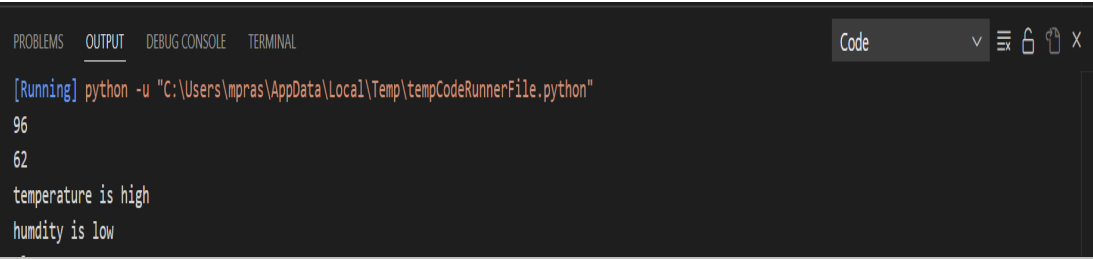 PROBLEMS OUTPUT DEBUG CONSOLE TERMINAL Code
[Running] python -u "C:\Users\mpras\AppData\Local\Temp\tempCodeRunnerFile.python"
96
62
temperature is high
humdity is low